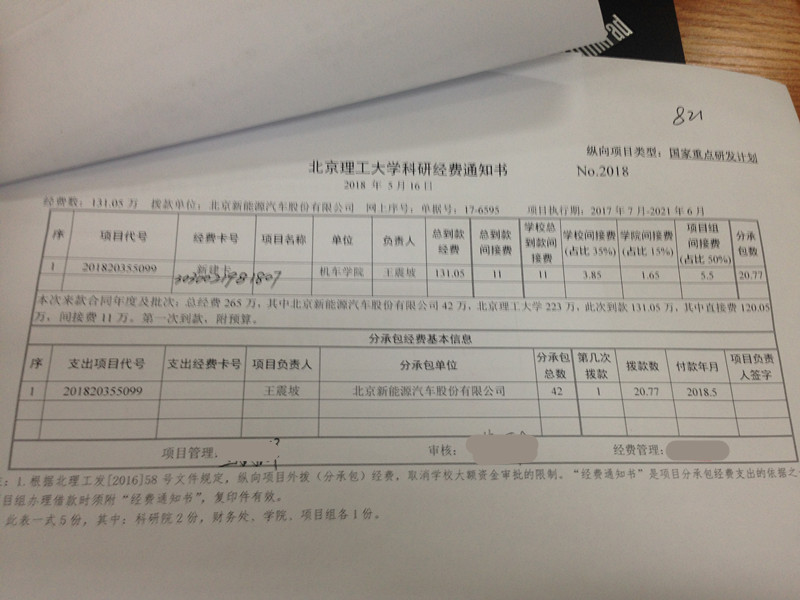 ad
821
纵向项目类型: 国家重点研发计划
北京理工大学科研经费通知书
No.2018
2018 年 5 月 16 日
经费数: 131.05 万 拨款单位: 北京新能源汽车股份有限公司 网上序号: 单据号: 17-6595 项目执行期: 2017 年 7 月-2021 年 6 月
序 项目代号 经费卡号 项目名称 单位 负责人 总到款经费 总到款间接费 学校总到款间接费 学校间接费(占比 35%) 学院间接费(占比 15%) 项目组间接费(占比 50%) 分承包数
1 201820355099 新建卡 机车学院 王震坡 131.05 11 11 3.85 1.65 5.5 20.77
本次来款合同年度及批次: 总经费 265 万, 其中北京新能源汽车股份有限公司 42 万, 北京理工大学 223 万, 此次到款 131.05 万, 其中直接费 120.05
万、间接费 11 万。第一次到款, 附预算。
分承包经费基本信息
序 支出项目代号 支出经费卡号 项目负责人 分承包单位 分承包总数 第几次拨款 拨款数 付款年月 项目负责人签字
1 201820355099 王震坡 北京新能源汽车股份有限公司 42 1 20.77 2018.5
项目管理: 审核: 经费管理:
: 1.根据北理工发[2016]58 号文件规定, 纵向项目外拨(分承包)经费, 取消学校大额资金审批的限制。“经费通知书”是项目分承包经费支出的依据之
目组办理借款时须附“经费通知书”, 复印件有效。
此表一式 5 份, 其中: 科研院 2 份, 财务处、学院、项目组各 1 份。